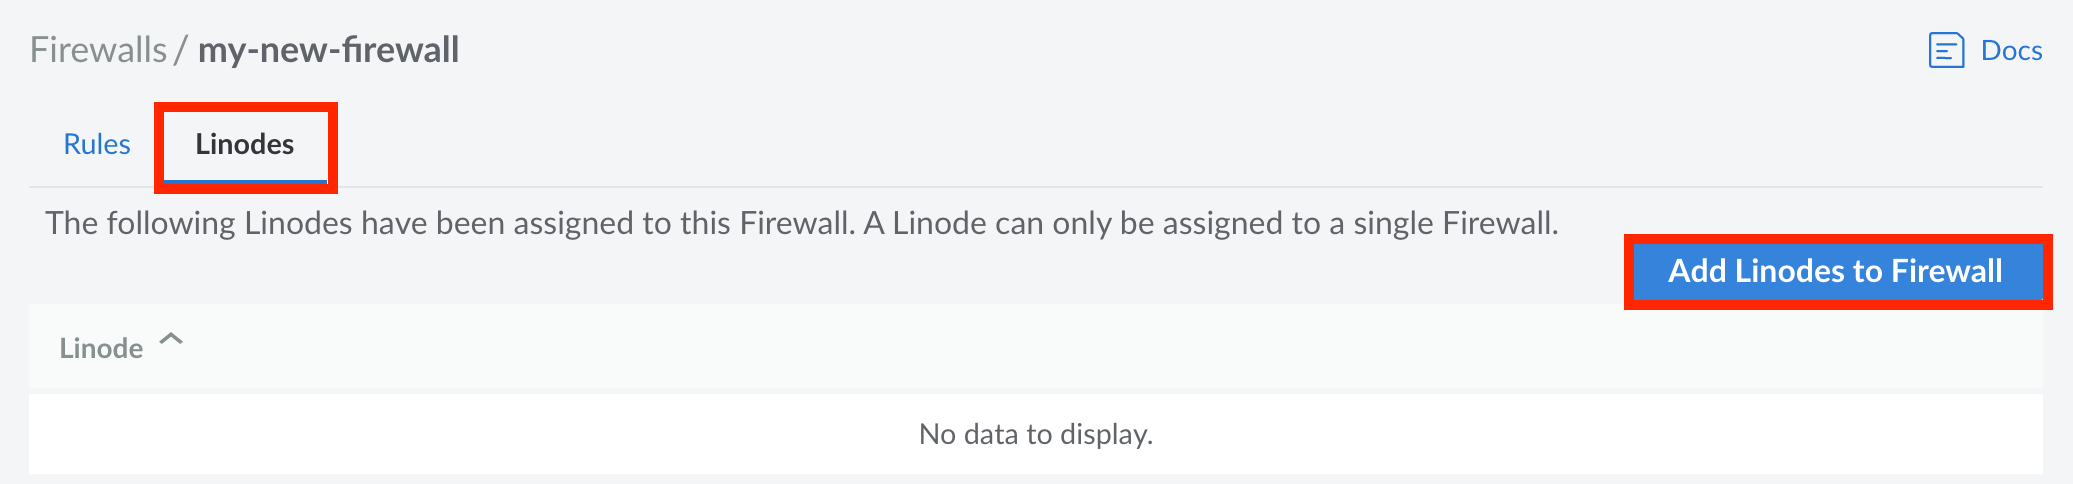 Firewalls / my-new-firewall
Docs
Rules
Linodes
The following Linodes have been assigned to this Firewall. A Linode can only be assigned to a single Firewall.
Add Linodes to Firewall
Linode
No data to display.